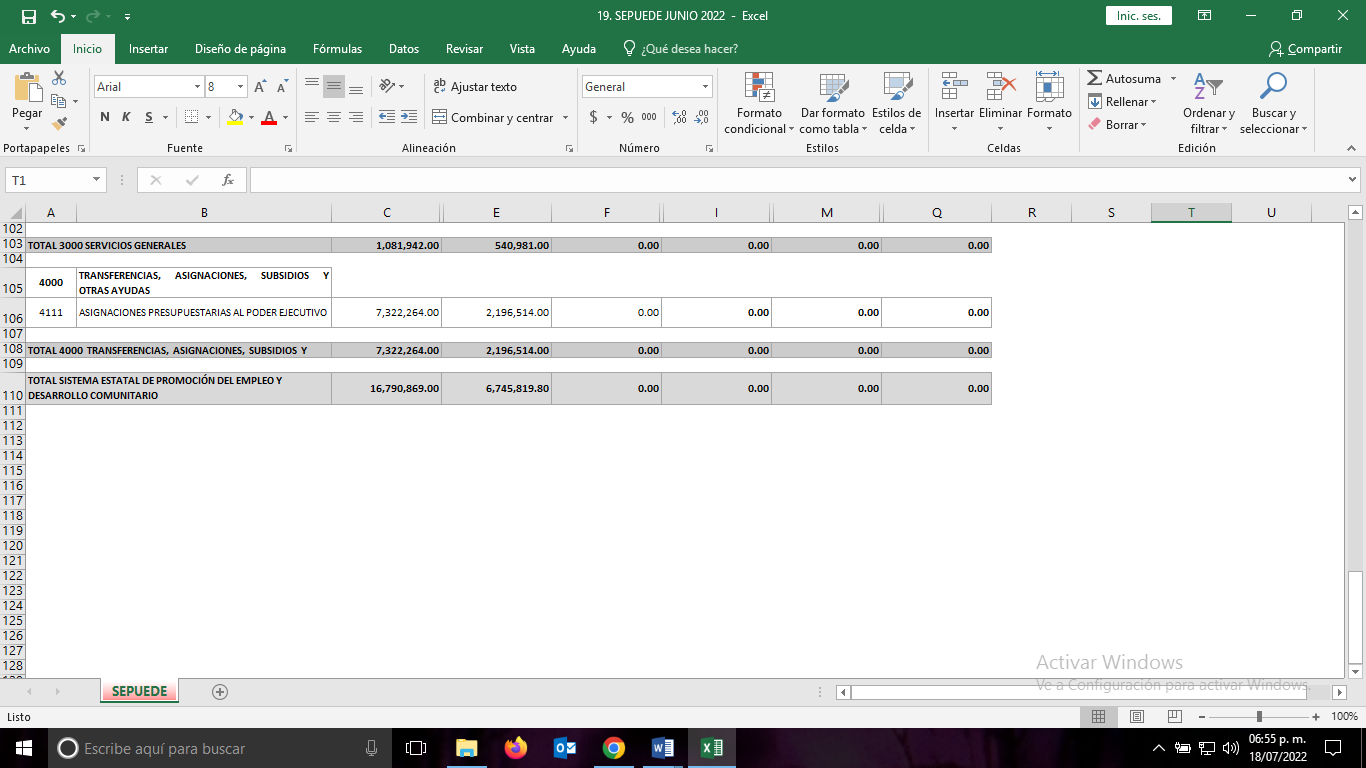 19. SEPUEDE JUNIO 2022 - Excel
Inic. ses.
Archivo Inicio Insertar Diseño de página Fórmulas Datos Revisar Vista Ayuda ¿Qué desea hacer? Compartir
Pegar
Portapapeles
Arial 8
N K S
Fuente
Ajustar texto
Combinar y centrar
Alineación
General
$ % 000
Número
Formato condicional
Dar formato como tabla
Estilos de celda
Estilos
Insertar Eliminar Formato
Celdas
Autosuma
Rellenar
Borrar
Ordenar y filtrar
Buscar y seleccionar
Edición
T1 fx
A B C E F I M Q R S T U
102
103 TOTAL 3000 SERVICIOS GENERALES 1,081,942.00 540,981.00 0.00 0.00 0.00 0.00
104
105 4000 TRANSFERENCIAS, ASIGNACIONES, SUBSIDIOS Y
OTRAS AYUDAS
106 4111 ASIGNACIONES PRESUPUESTARIAS AL PODER EJECUTIVO 7,322,264.00 2,196,514.00 0.00 0.00 0.00 0.00
107
108 TOTAL 4000 TRANSFERENCIAS, ASIGNACIONES, SUBSIDIOS Y 7,322,264.00 2,196,514.00 0.00 0.00 0.00 0.00
109
110 TOTAL SISTEMA ESTATAL DE PROMOCIÓN DEL EMPLEO Y
DESARROLLO COMUNITARIO 16,790,869.00 6,745,819.80 0.00 0.00 0.00 0.00
111
112
113
114
115
116
117
118
119
120
121
122
123
124
125
126
127
128
Activar Windows
Ve a Configuración para activar Windows.
SEPUEDE
Listo
100%
Escribe aquí para buscar
06:55 p. m.
18/07/2022